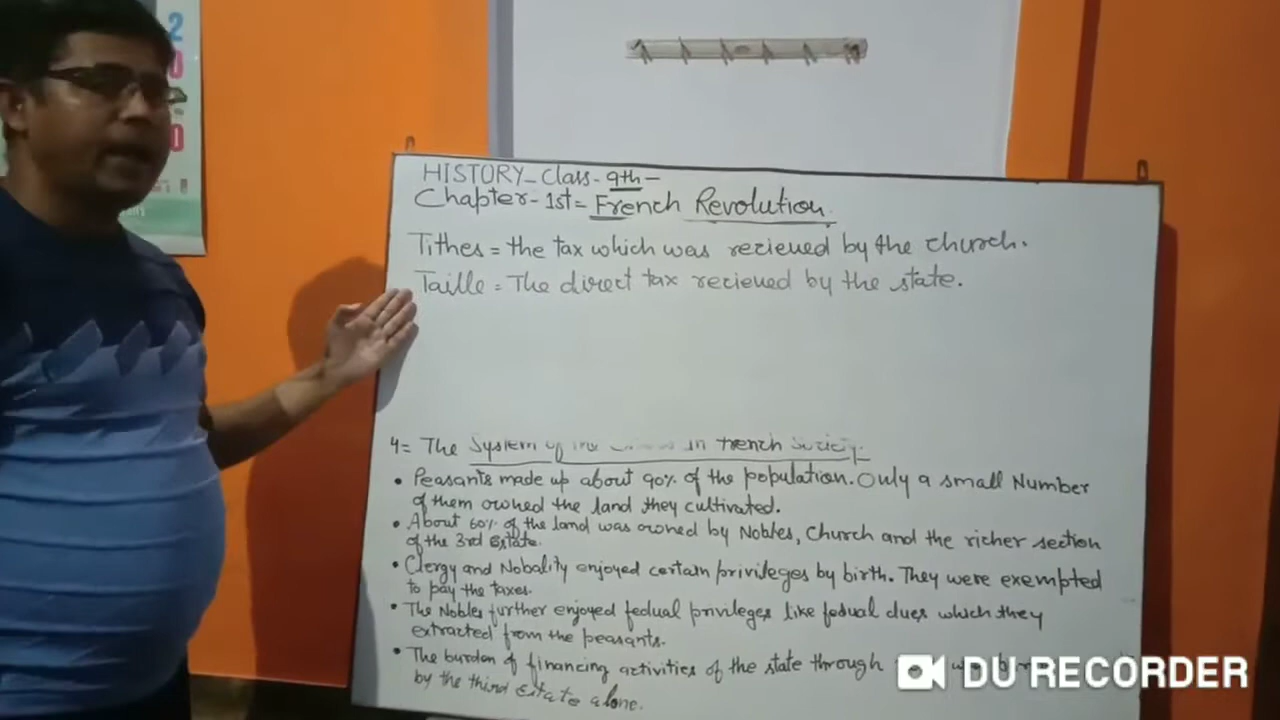 2
0
0
HISTORY- Class- 9th-
Chapter- 1st= French Revolution.
Tithes = the tax which was recieved by the church.
Taille = The direct tax recieved by the state.
4= The System of in French Society.
• Peasants made up about 90% of the population. Only a small Number
of them owned the land they cultivated.
• About 60% of the land was owned by Nobles, Church and the richer section
of the 3rd Estate.
• Clergy and Nobality enjoyed certain privileges by birth. They were exempted
to pay the taxes.
• The Nobles further enjoyed fedual privileges like fedual dues which they
extracted from the peasants.
• The burden of financing activities of the state through
by the third Estate alone.
DU RECORDER